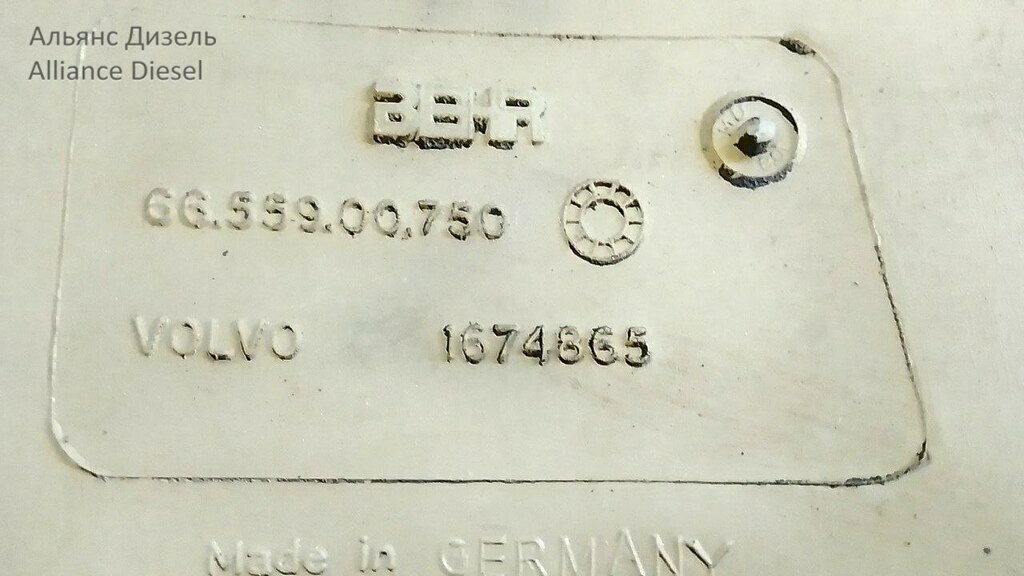 Альянс Дизель
Alliance Diesel
BEHR
66.559.00.750
VOLVO 1674865
Made in GERMANY